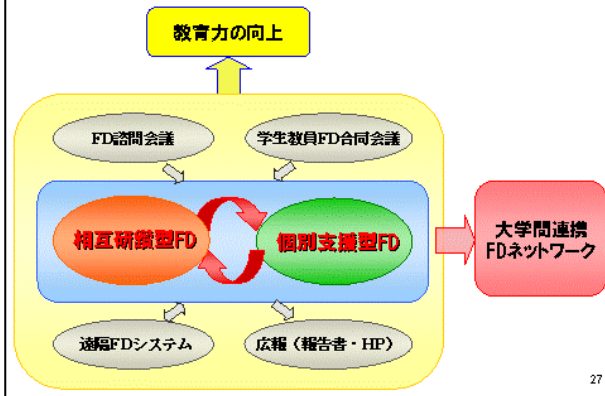 教育力の向上
FD諮問会議
学生教員FD合同会議
相互研鑽型FD
個別支援型FD
大学間連携
FDネットワーク
遠隔FDシステム
広報（報告者・HP）
27